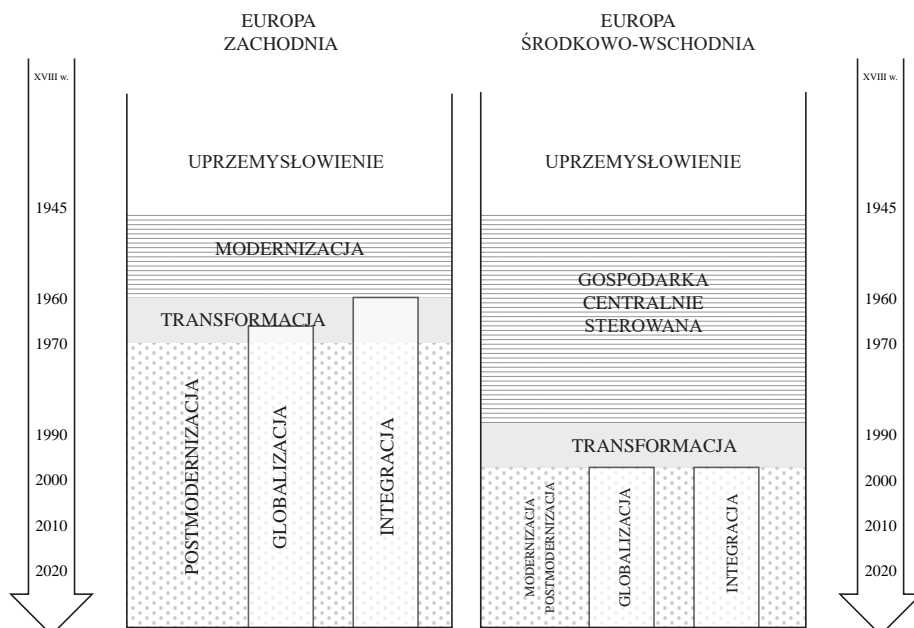 EUROPA
ZACHODNIA
EUROPA
ŚRODKOWO-WSCHODNIA
XVIII w.
1945
1960
1970
1990
2000
2010
2020
UPRZEMYSŁOWIENIE
MODERNIZACJA
TRANSFORMACJA
POSTMODERNIZACJA
GLOBALIZACJA
INTEGRACJA
UPRZEMYSŁOWIENIE
GOSPODARKA
CENTRALNIE
STEROWANA
TRANSFORMACJA
MODERNIZACJA
POSTMODERNIZACJA
GLOBALIZACJA
INTEGRACJA
XVIII w.
1945
1960
1970
1990
2000
2010
2020